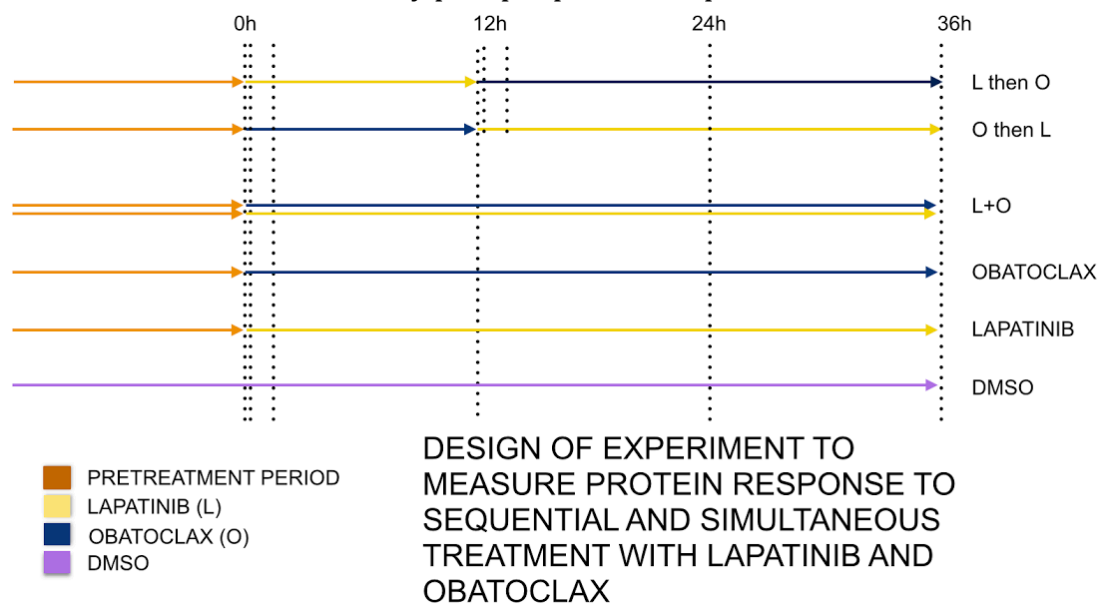 0h 12h 24h 36h
L then O
O then L
L+O
OBATOCLAX
LAPATINIB
DMSO
PRETREATMENT PERIOD
LAPATINIB (L)
OBATOCLAX (O)
DMSO
DESIGN OF EXPERIMENT TO
MEASURE PROTEIN RESPONSE TO
SEQUENTIAL AND SIMULTANEOUS
TREATMENT WITH LAPATINIB AND
OBATOCLAX